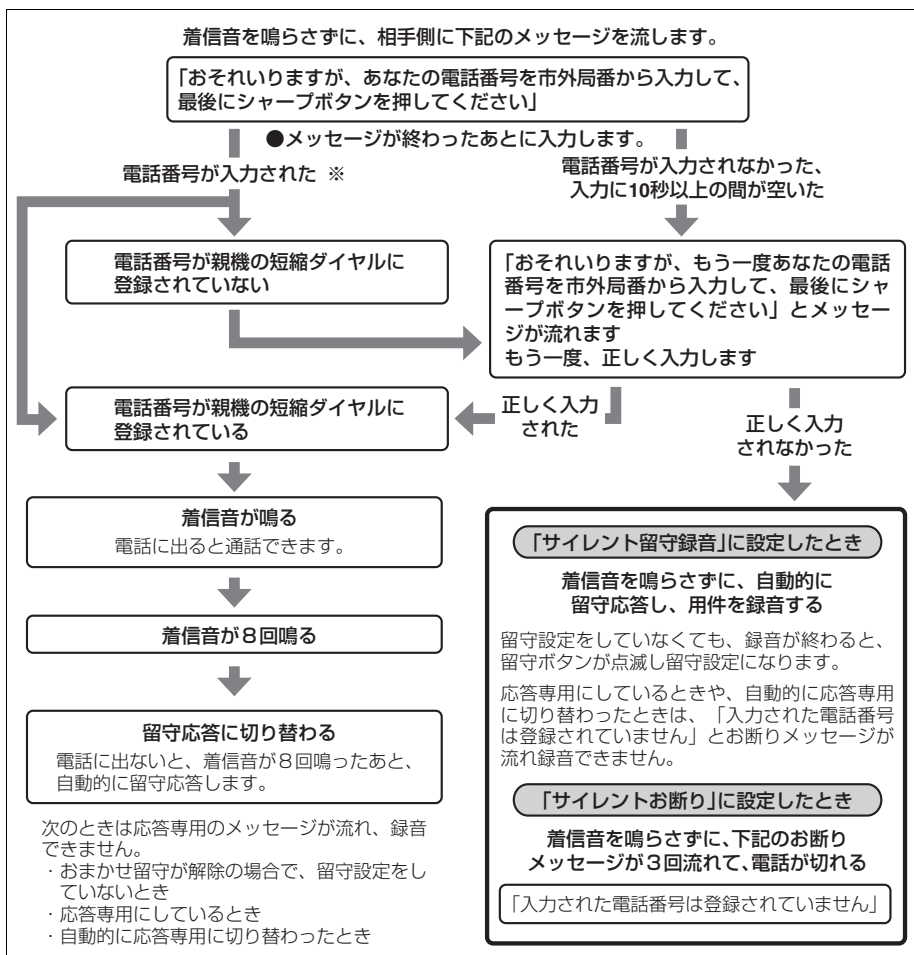 着信音を鳴らさずに、相手側に下記のメッセージを流します。
「おそれいりますが、あなたの電話番号を市外局番から入力して、
最後にシャープボタンを押してください」
●メッセージが終わったあとに入力します。
電話番号が入力された ※
電話番号が入力されなかった、
入力に10秒以上の間が空いた
電話番号が親機の短縮ダイヤルに
登録されていない
「おそれいりますが、もう一度あなたの電話
番号を市外局番から入力して、最後にシャ
ープボタンを押してください」とメッセー
ジが流れます
もう一度、正しく入力します
電話番号が親機の短縮ダイヤルに
登録されている
正しく入力
された
正しく入力
されなかった
着信音が鳴る
電話に出ると通話できます。
着信音が８回鳴る
留守応答に切り替わる
電話に出ないと、着信音が８回鳴ったあと、
自動的に留守応答します。
次のときは応答専用のメッセージが流れ、録音
できません。
・おまかせ留守が解除の場合で、留守設定をし
ていないとき
・応答専用にしているとき
・自動的に応答専用に切り替わったとき
「サイレント留守録音」に設定したとき
着信音を鳴らさずに、自動的に
留守応答し、用件を録音する
留守設定をしていなくても、録音が終わると、
留守ボタンが点滅し留守設定になります。
応答専用にしているときや、自動的に応答専用
に切り替わったときは、「入力された電話番号
は登録されていません」とお断りメッセージが
流れ録音できません。
「サイレントお断り」に設定したとき
着信音を鳴らさずに、下記のお断り
メッセージが３回流れて、電話が切れる
「入力された電話番号は登録されていません」